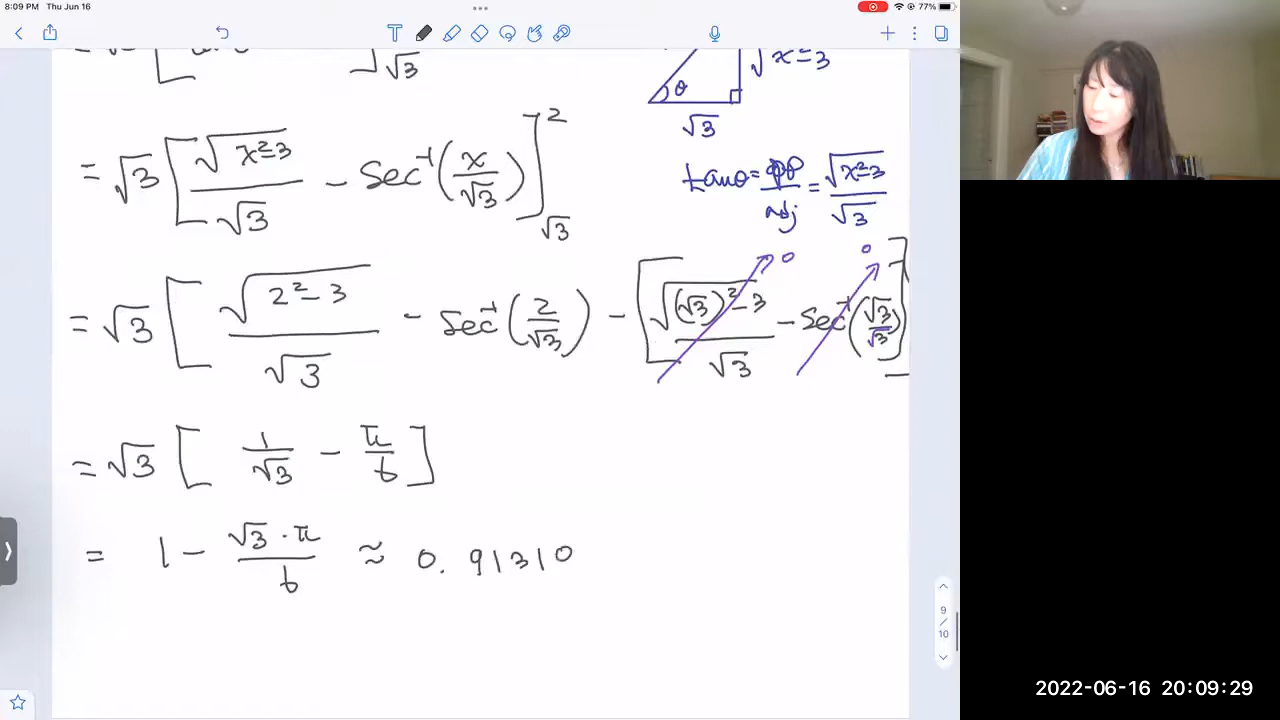 8:09 PM Thu Jun 16
77%
√3
√x²-3
θ
√3
= √3 [ √x²-3 / √3 - Sec⁻¹(x/√3) ]
2
√3
tanθ = opp/adj = √x²-3 / √3
= √3 [ √2²-3 / √3 - Sec⁻¹(2/√3) - [ √(√3)²-3 / √3 - Sec⁻¹(√3/√3) ] ]
0 0
= √3 [ 1/√3 - π/6 ]
= 1 - √3·π / 6 ≈ 0.91310
9
/
10
2022-06-16 20:09:29